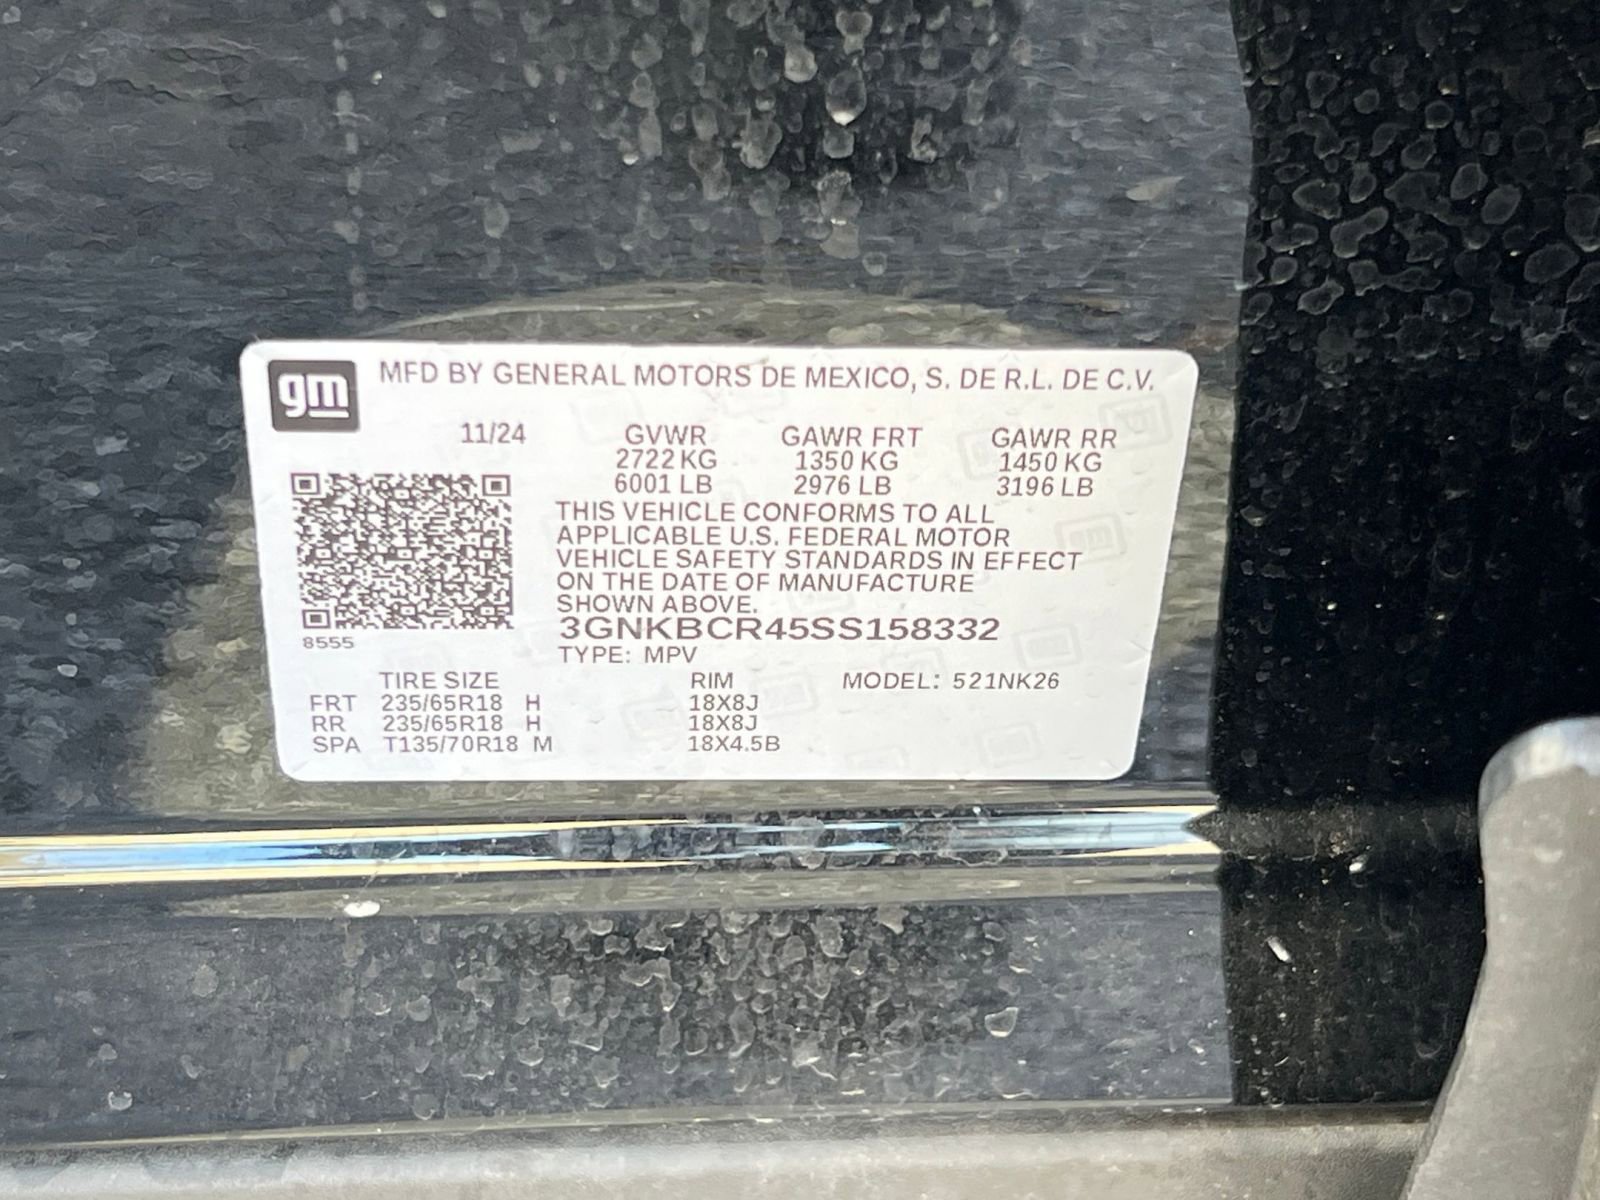 gm MFD BY GENERAL MOTORS DE MEXICO, S. DE R.L. DE C.V.
11/24 GVWR GAWR FRT GAWR RR
2722 KG 1350 KG 1450 KG
6001 LB 2976 LB 3196 LB
THIS VEHICLE CONFORMS TO ALL
APPLICABLE U.S. FEDERAL MOTOR
VEHICLE SAFETY STANDARDS IN EFFECT
ON THE DATE OF MANUFACTURE
SHOWN ABOVE.
3GNKBCR45SS158332
8555
TYPE: MPV
TIRE SIZE RIM MODEL: 521NK26
FRT 235/65R18 H 18X8J
RR 235/65R18 H 18X8J
SPA T135/70R18 M 18X4.5B